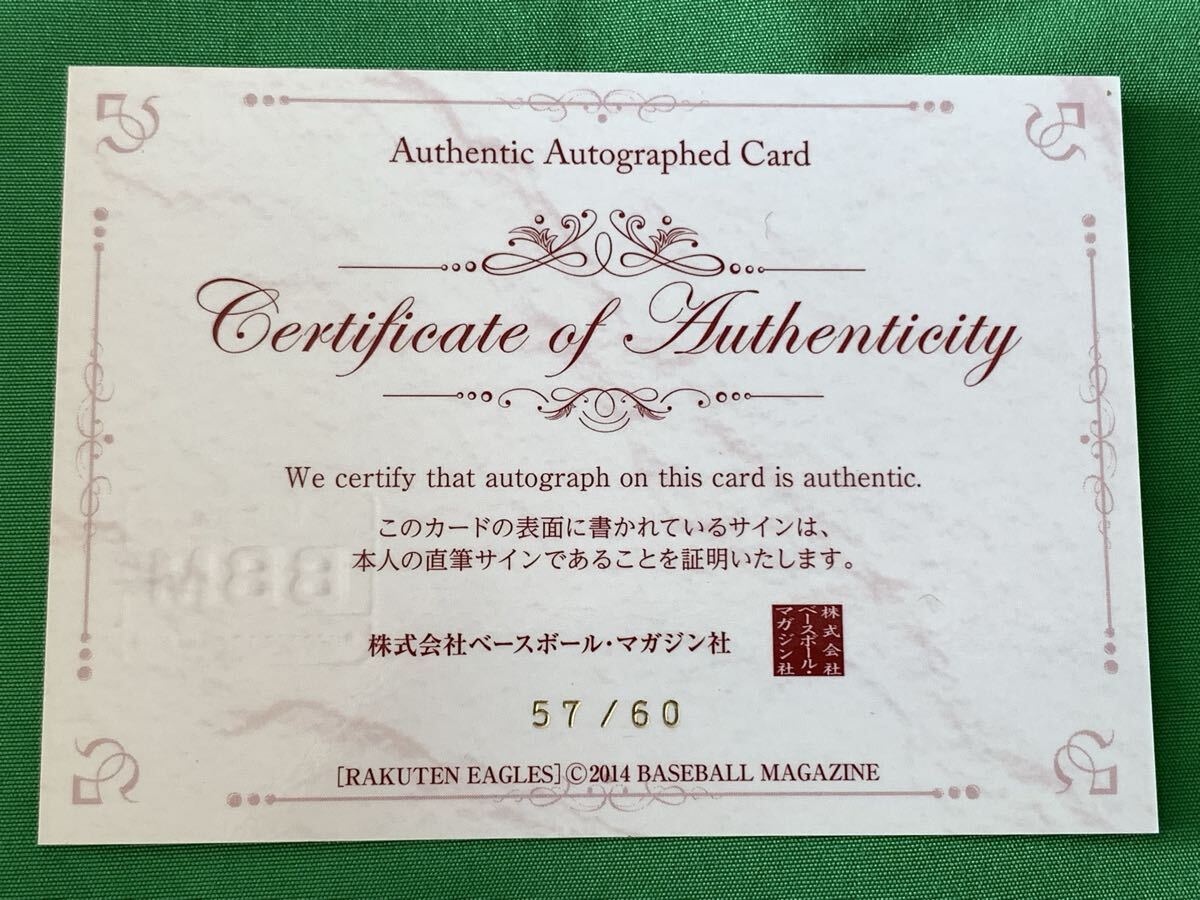 Authentic Autographed Card
Certificate of Authenticity
We certify that autograph on this card is authentic.
このカードの表面に書かれているサインは、
本人の直筆サインであることを証明いたします。
BBM
株式会社ベースボール・マガジン社
株式会社
ベースボール・
マガジン社
57/60
[RAKUTEN EAGLES]©2014 BASEBALL MAGAZINE